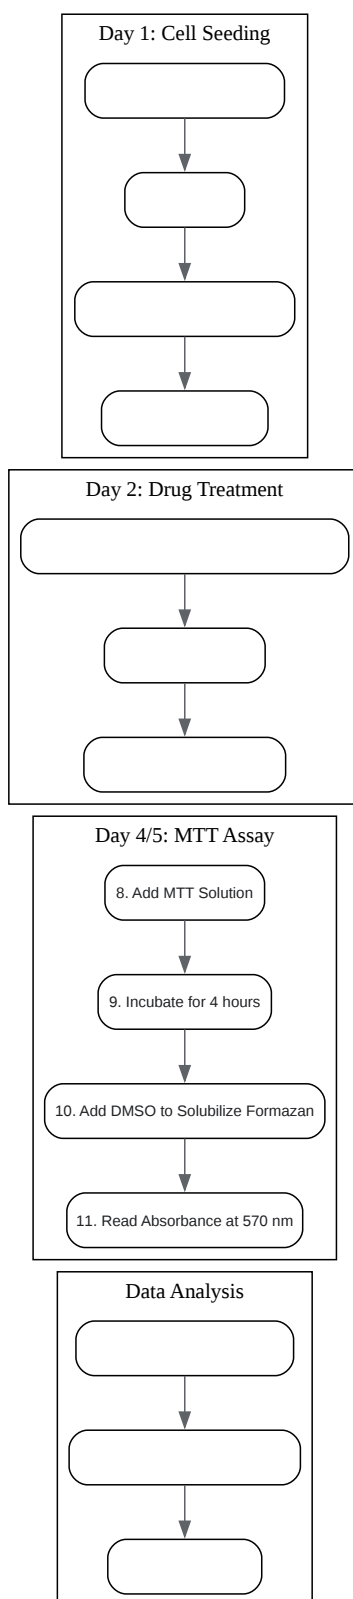 Day 1: Cell Seeding
Day 2: Drug Treatment
Day 4/5: MTT Assay
8. Add MTT Solution
9. Incubate for 4 hours
10. Add DMSO to Solubilize Formazan
11. Read Absorbance at 570 nm
Data Analysis